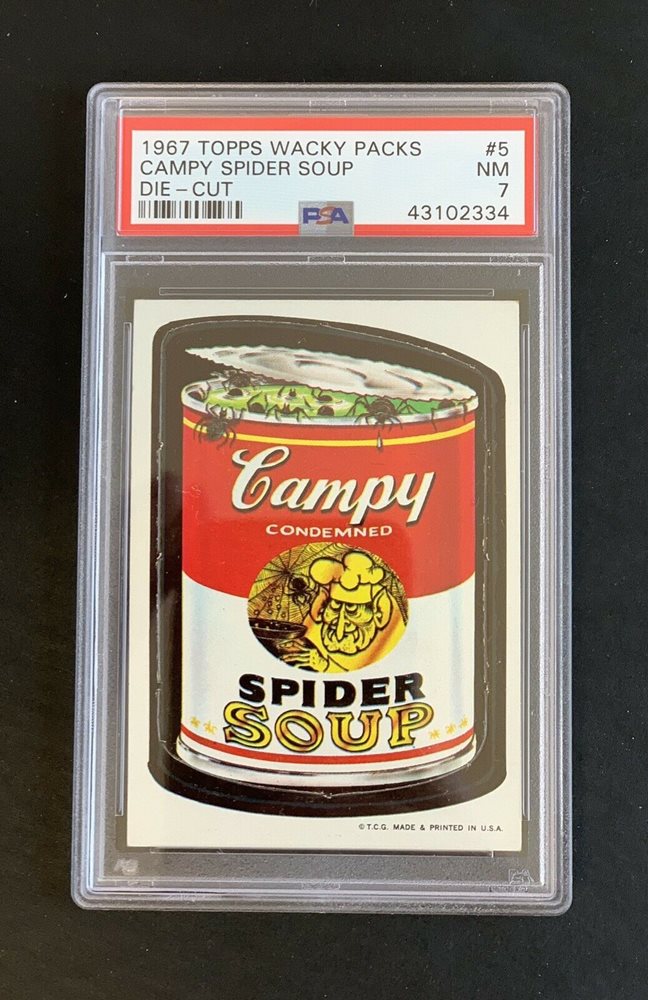 1967 TOPPS WACKY PACKS #5
CAMPY SPIDER SOUP NM
DIE-CUT 7
PSA 43102334
Campy
CONDEMNED
SPIDER
SOUP
© T.C.G. MADE & PRINTED IN U.S.A.